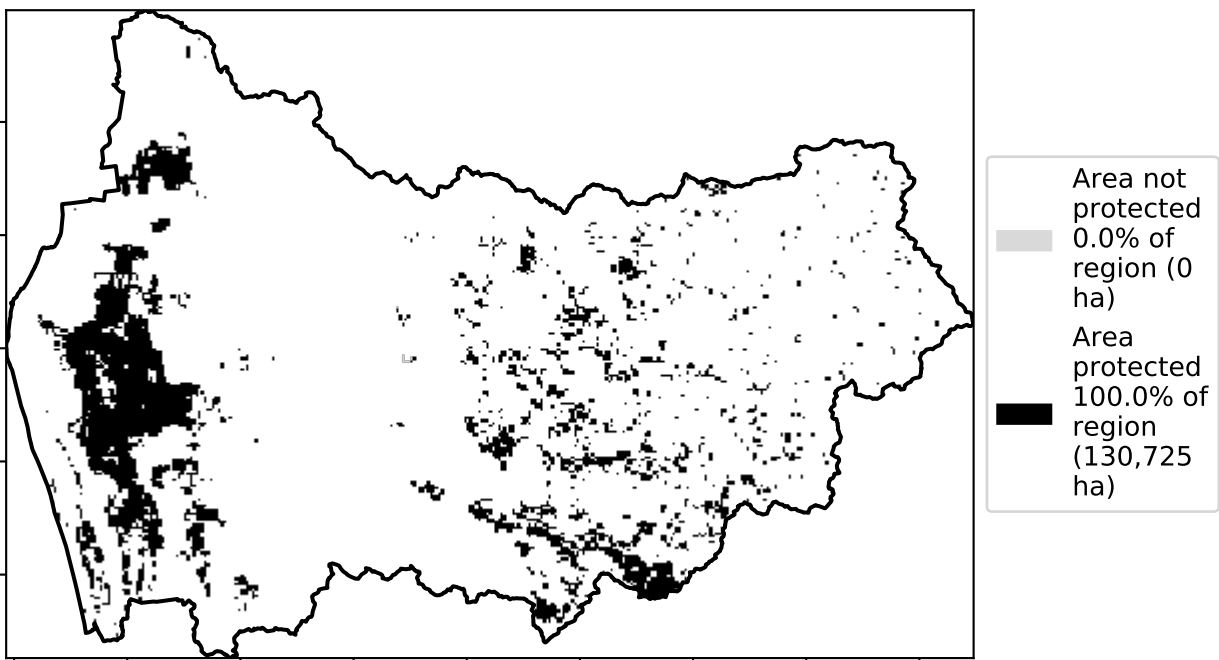 Area not
protected
0.0% of
region (0
ha)
Area
protected
100.0% of
region
(130,725
ha)